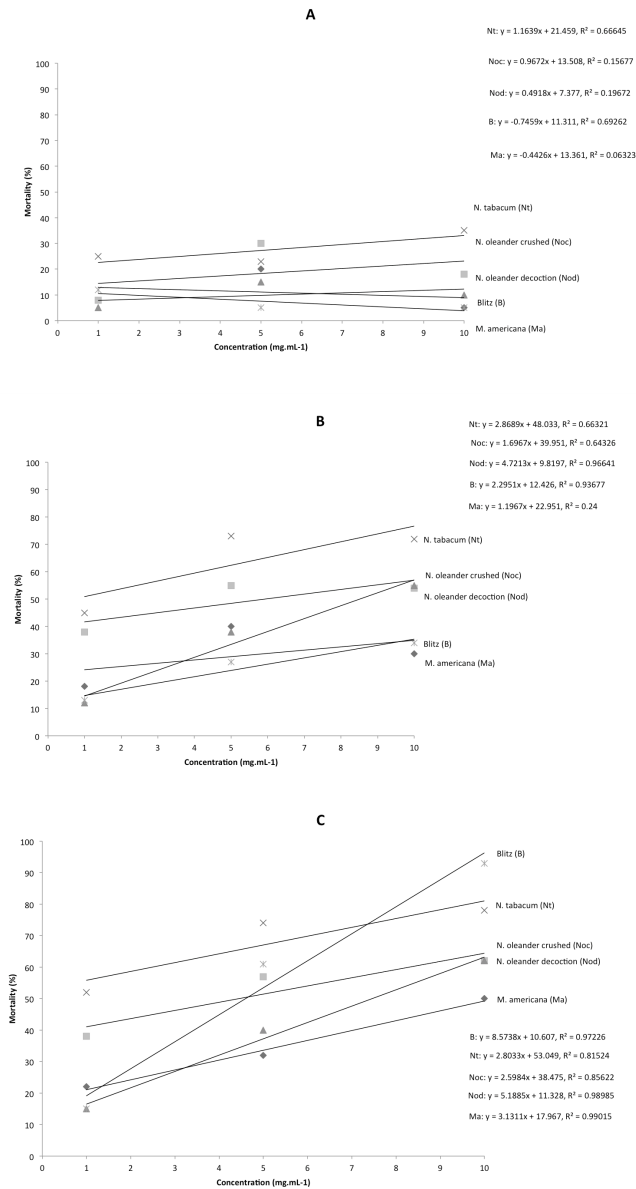 A
Nt: y = 1.1639x + 21.459, R² = 0.66645
Noc: y = 0.9672x + 13.508, R² = 0.15677
Nod: y = 0.4918x + 7.377, R² = 0.19672
B: y = -0.7459x + 11.311, R² = 0.69262
Ma: y = -0.4426x + 13.361, R² = 0.06323
100
90
80
70
60
50
40
30
20
10
0
Mortality (%)
N. tabacum (Nt)
N. oleander crushed (Noc)
N. oleander decoction (Nod)
Blitz (B)
M. americana (Ma)
0 1 2 3 4 5 6 7 8 9 10
Concentration (mg.mL-1)
B
Nt: y = 2.8689x + 48.033, R² = 0.66321
Noc: y = 1.6967x + 39.951, R² = 0.64326
Nod: y = 4.7213x + 9.8197, R² = 0.96641
B: y = 2.2951x + 12.426, R² = 0.93677
Ma: y = 1.1967x + 22.951, R² = 0.24
100
90
80
70
60
50
40
30
20
10
0
Mortality (%)
N. tabacum (Nt)
N. oleander crushed (Noc)
N. oleander decoction (Nod)
Blitz (B)
M. americana (Ma)
0 1 2 3 4 5 6 7 8 9 10
Concentration (mg.mL-1)
C
100
90
80
70
60
50
40
30
20
10
0
Mortality (%)
Blitz (B)
N. tabacum (Nt)
N. oleander crushed (Noc)
N. oleander decoction (Nod)
M. americana (Ma)
B: y = 8.5738x + 10.607, R² = 0.97226
Nt: y = 2.8033x + 53.049, R² = 0.81524
Noc: y = 2.5984x + 38.475, R² = 0.85622
Nod: y = 5.1885x + 11.328, R² = 0.98985
Ma: y = 3.1311x + 17.967, R² = 0.99015
0 1 2 3 4 5 6 7 8 9 10
Concentration (mg.mL-1)